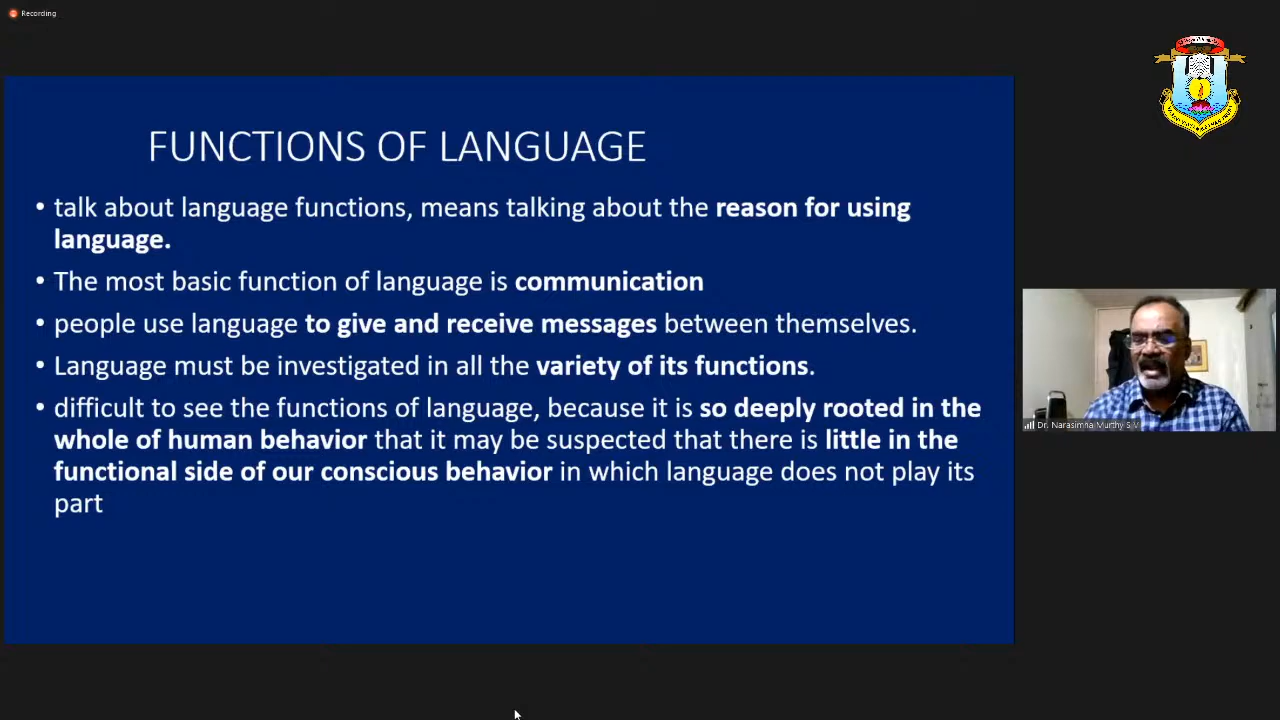 Recording
FUNCTIONS OF LANGUAGE
• talk about language functions, means talking about the reason for using
language.
• The most basic function of language is communication
• people use language to give and receive messages between themselves.
• Language must be investigated in all the variety of its functions.
• difficult to see the functions of language, because it is so deeply rooted in the
whole of human behavior that it may be suspected that there is little in the
functional side of our conscious behavior in which language does not play its
part
Dr. Narasimha Murthy S V